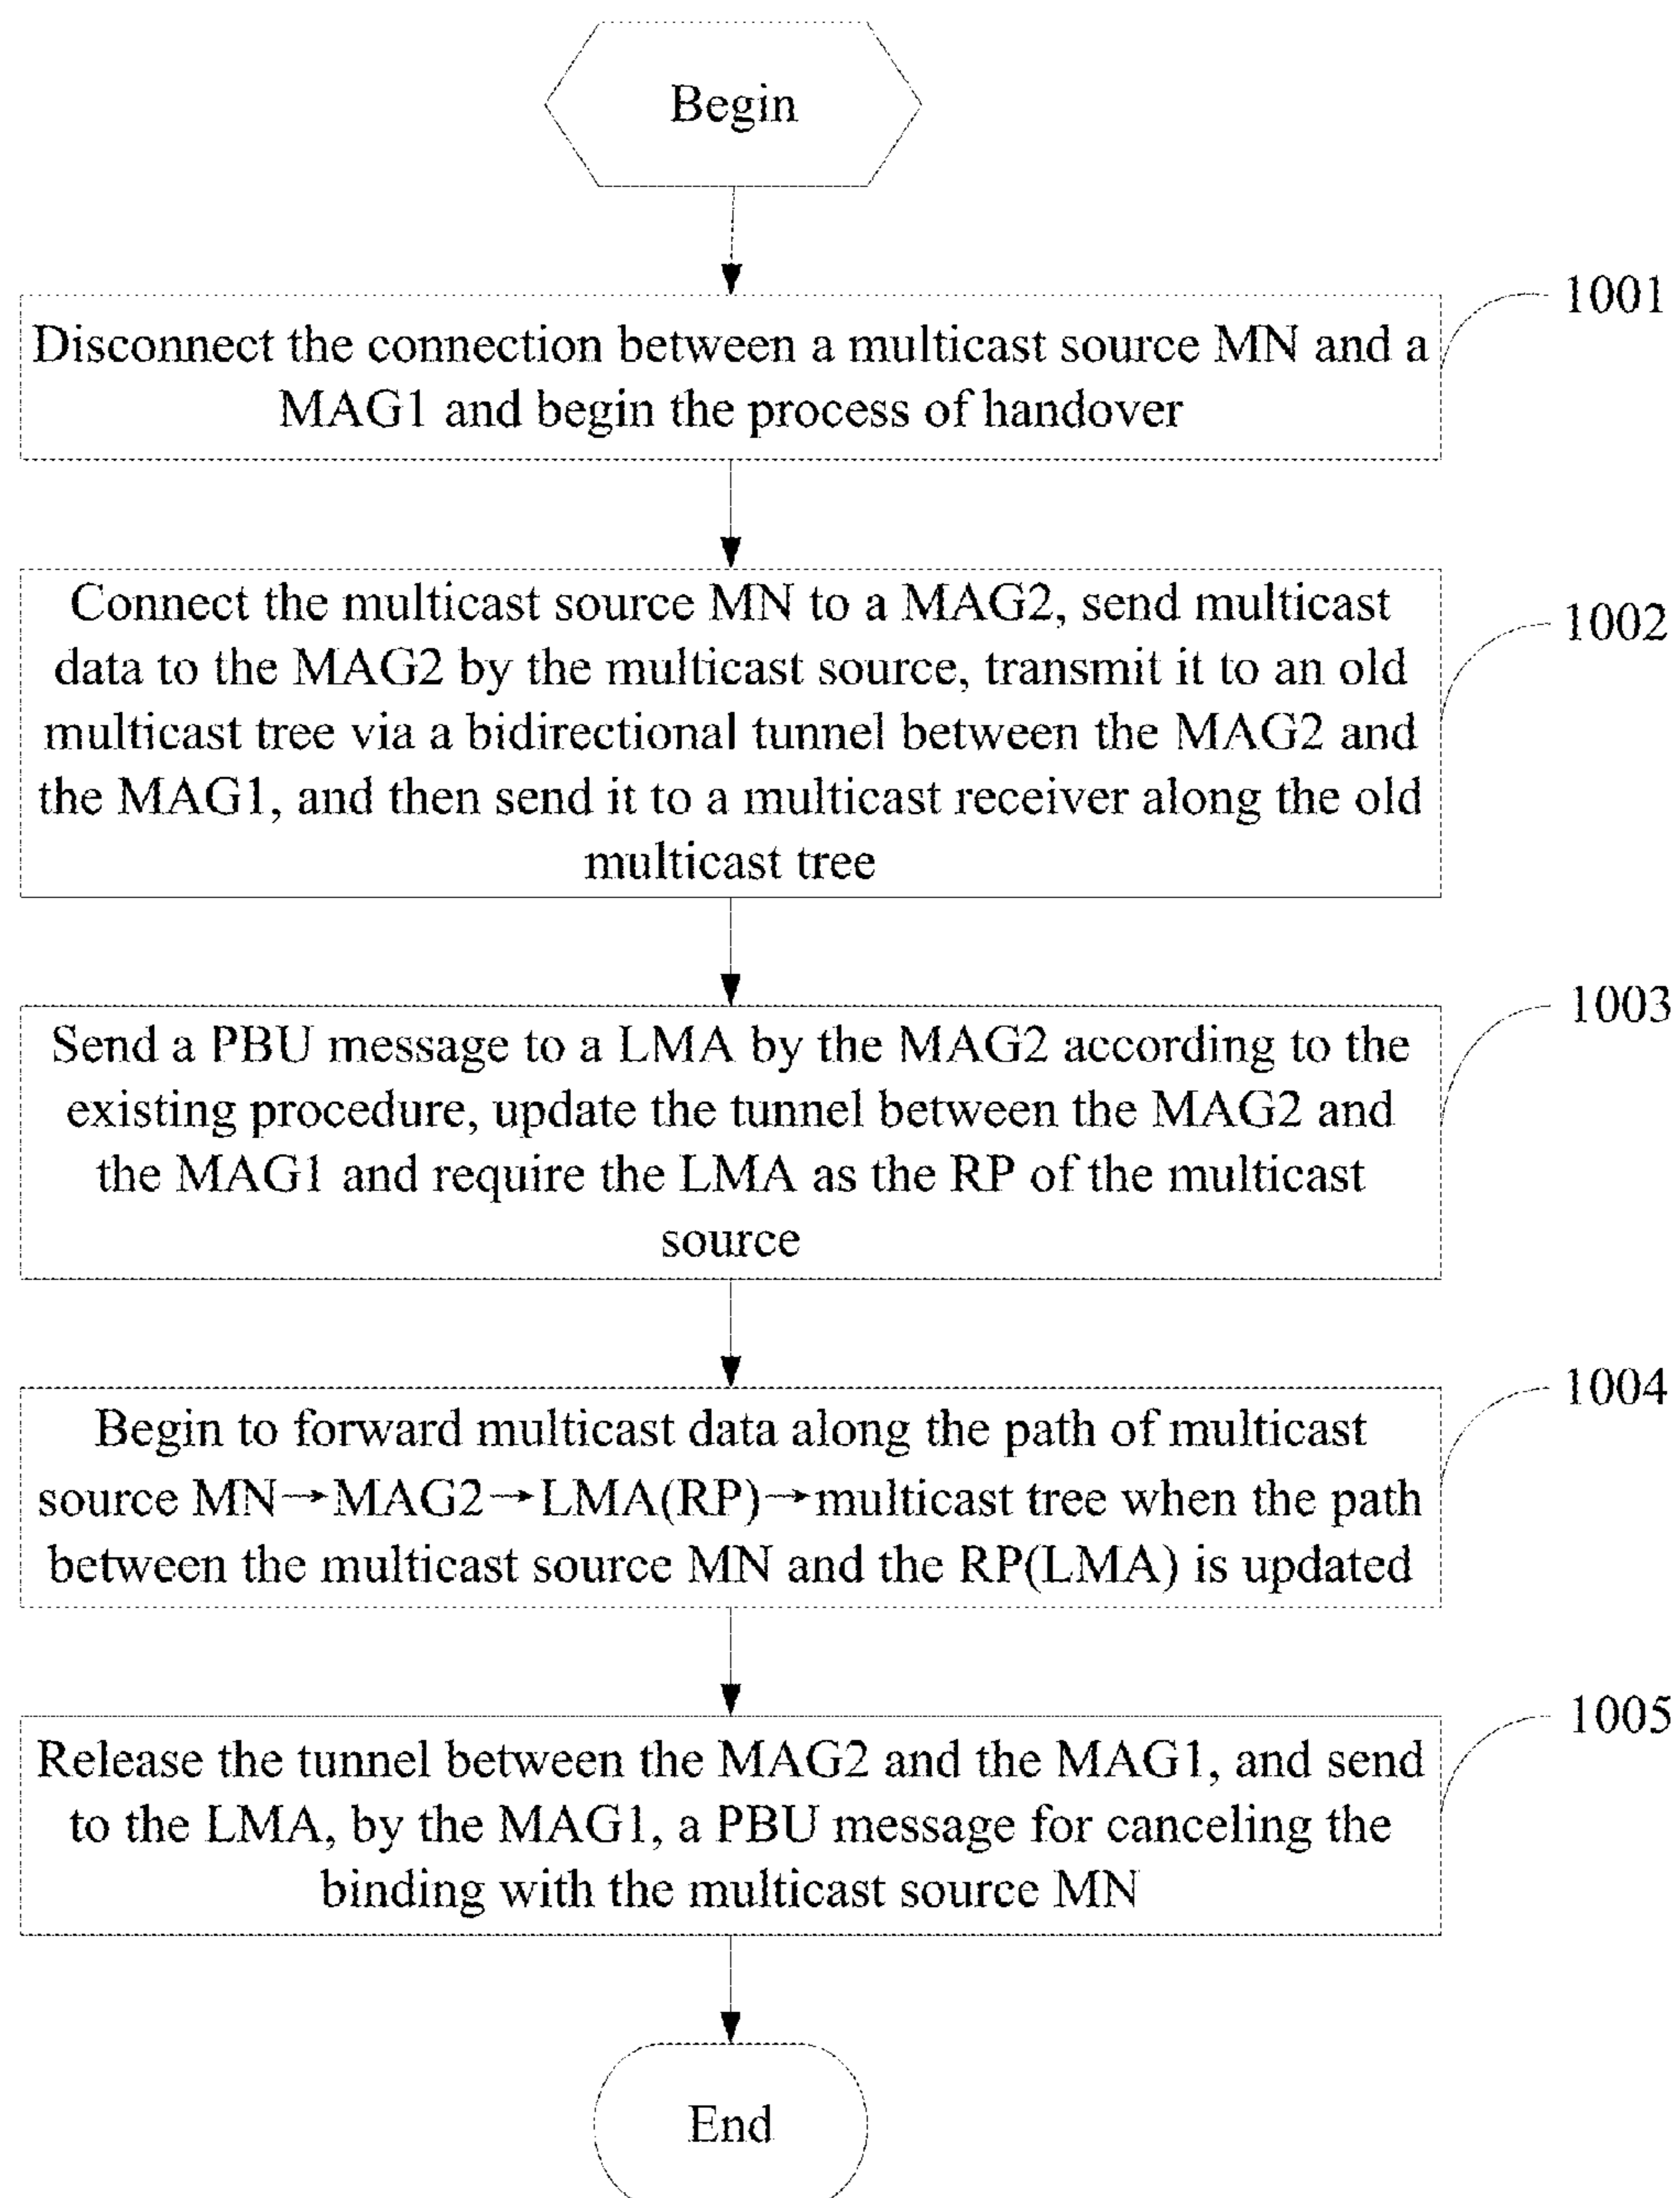 Begin
1001
Disconnect the connection between a multicast source MN and a
MAG1 and begin the process of handover
1002
Connect the multicast source MN to a MAG2, send multicast
data to the MAG2 by the multicast source, transmit it to an old
multicast tree via a bidirectional tunnel between the MAG2 and
the MAG1, and then send it to a multicast receiver along the old
multicast tree
1003
Send a PBU message to a LMA by the MAG2 according to the
existing procedure, update the tunnel between the MAG2 and
the MAG1 and require the LMA as the RP of the multicast
source
1004
Begin to forward multicast data along the path of multicast
source MN→MAG2→LMA(RP)→multicast tree when the path
between the multicast source MN and the RP(LMA) is updated
1005
Release the tunnel between the MAG2 and the MAG1, and send
to the LMA, by the MAG1, a PBU message for canceling the
binding with the multicast source MN
End